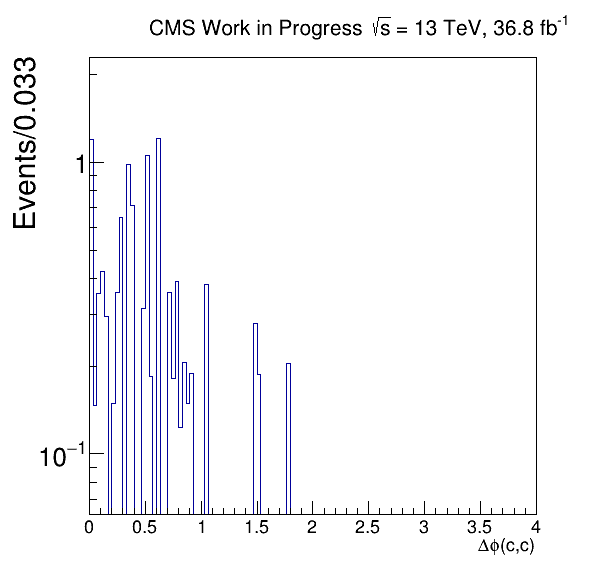 CMS Work in Progress √s = 13 TeV, 36.8 fb⁻¹
Events/0.033
1
10⁻¹
0 0.5 1 1.5 2 2.5 3 3.5 4
Δϕ(c,c)